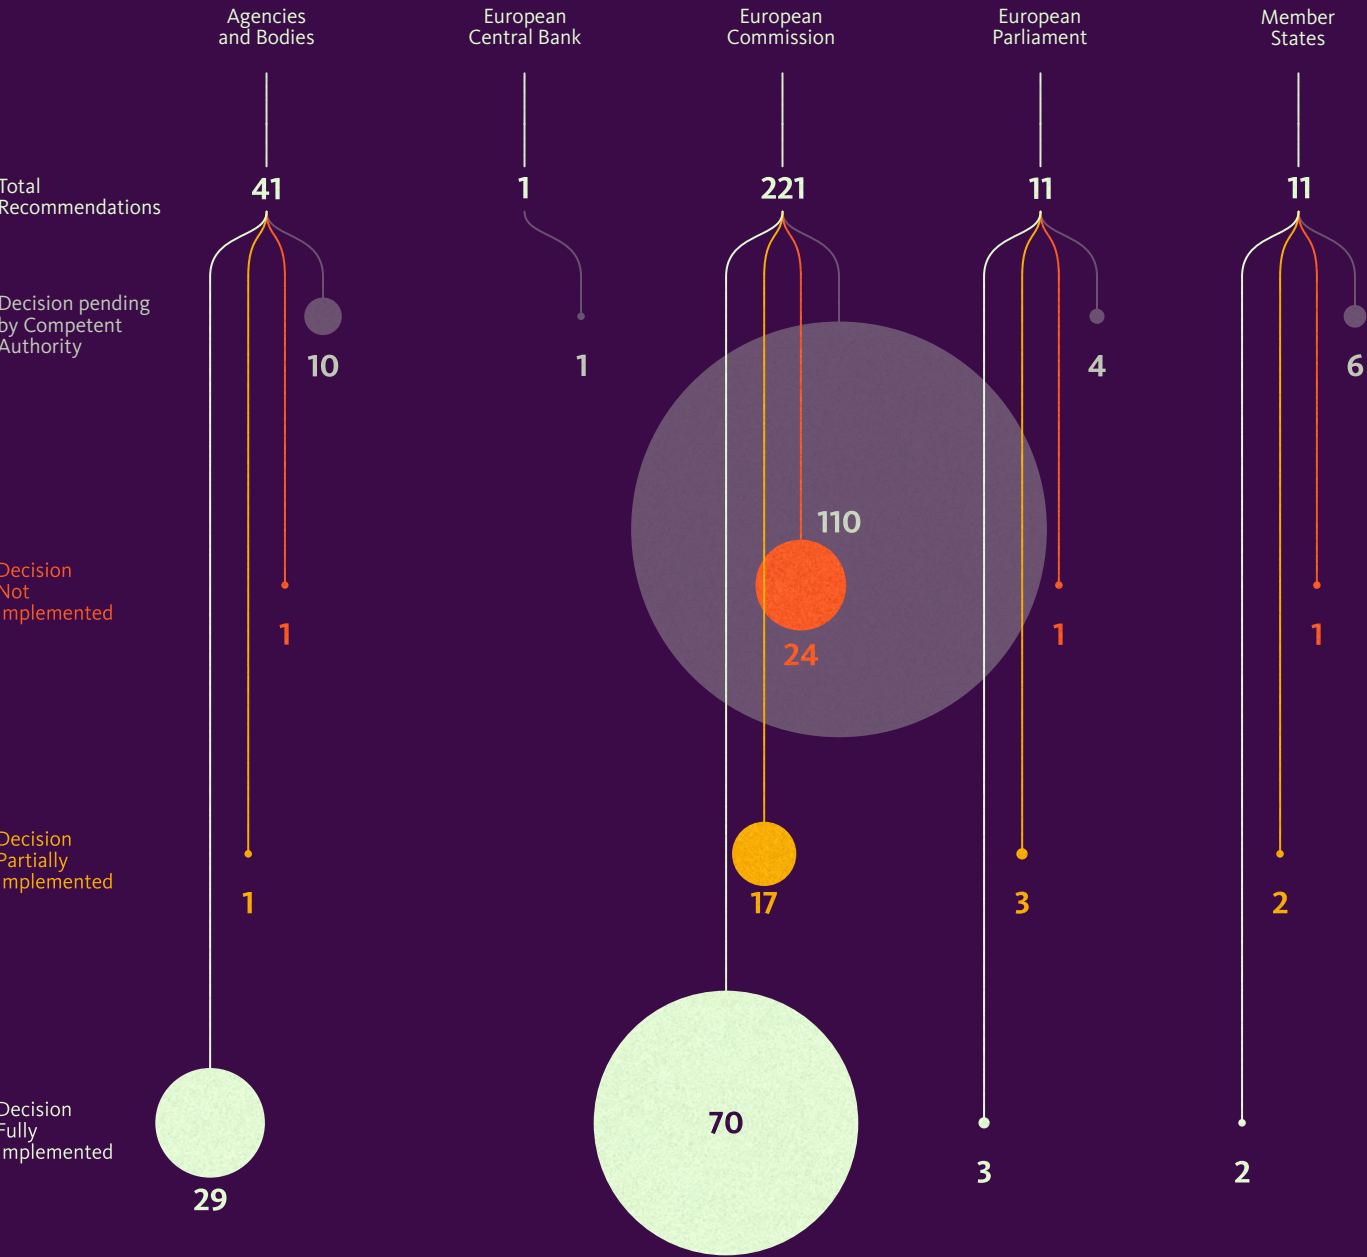 Agencies
and Bodies
European
Central Bank
European
Commission
European
Parliament
Member
States
Total
Recommendations
41
1
221
11
11
Decision pending
by Competent
Authority
10
1
110
4
6
Decision
Not
mplemented
1
24
1
1
Decision
Partially
mplemented
1
17
3
2
Decision
Fully
mplemented
29
70
3
2